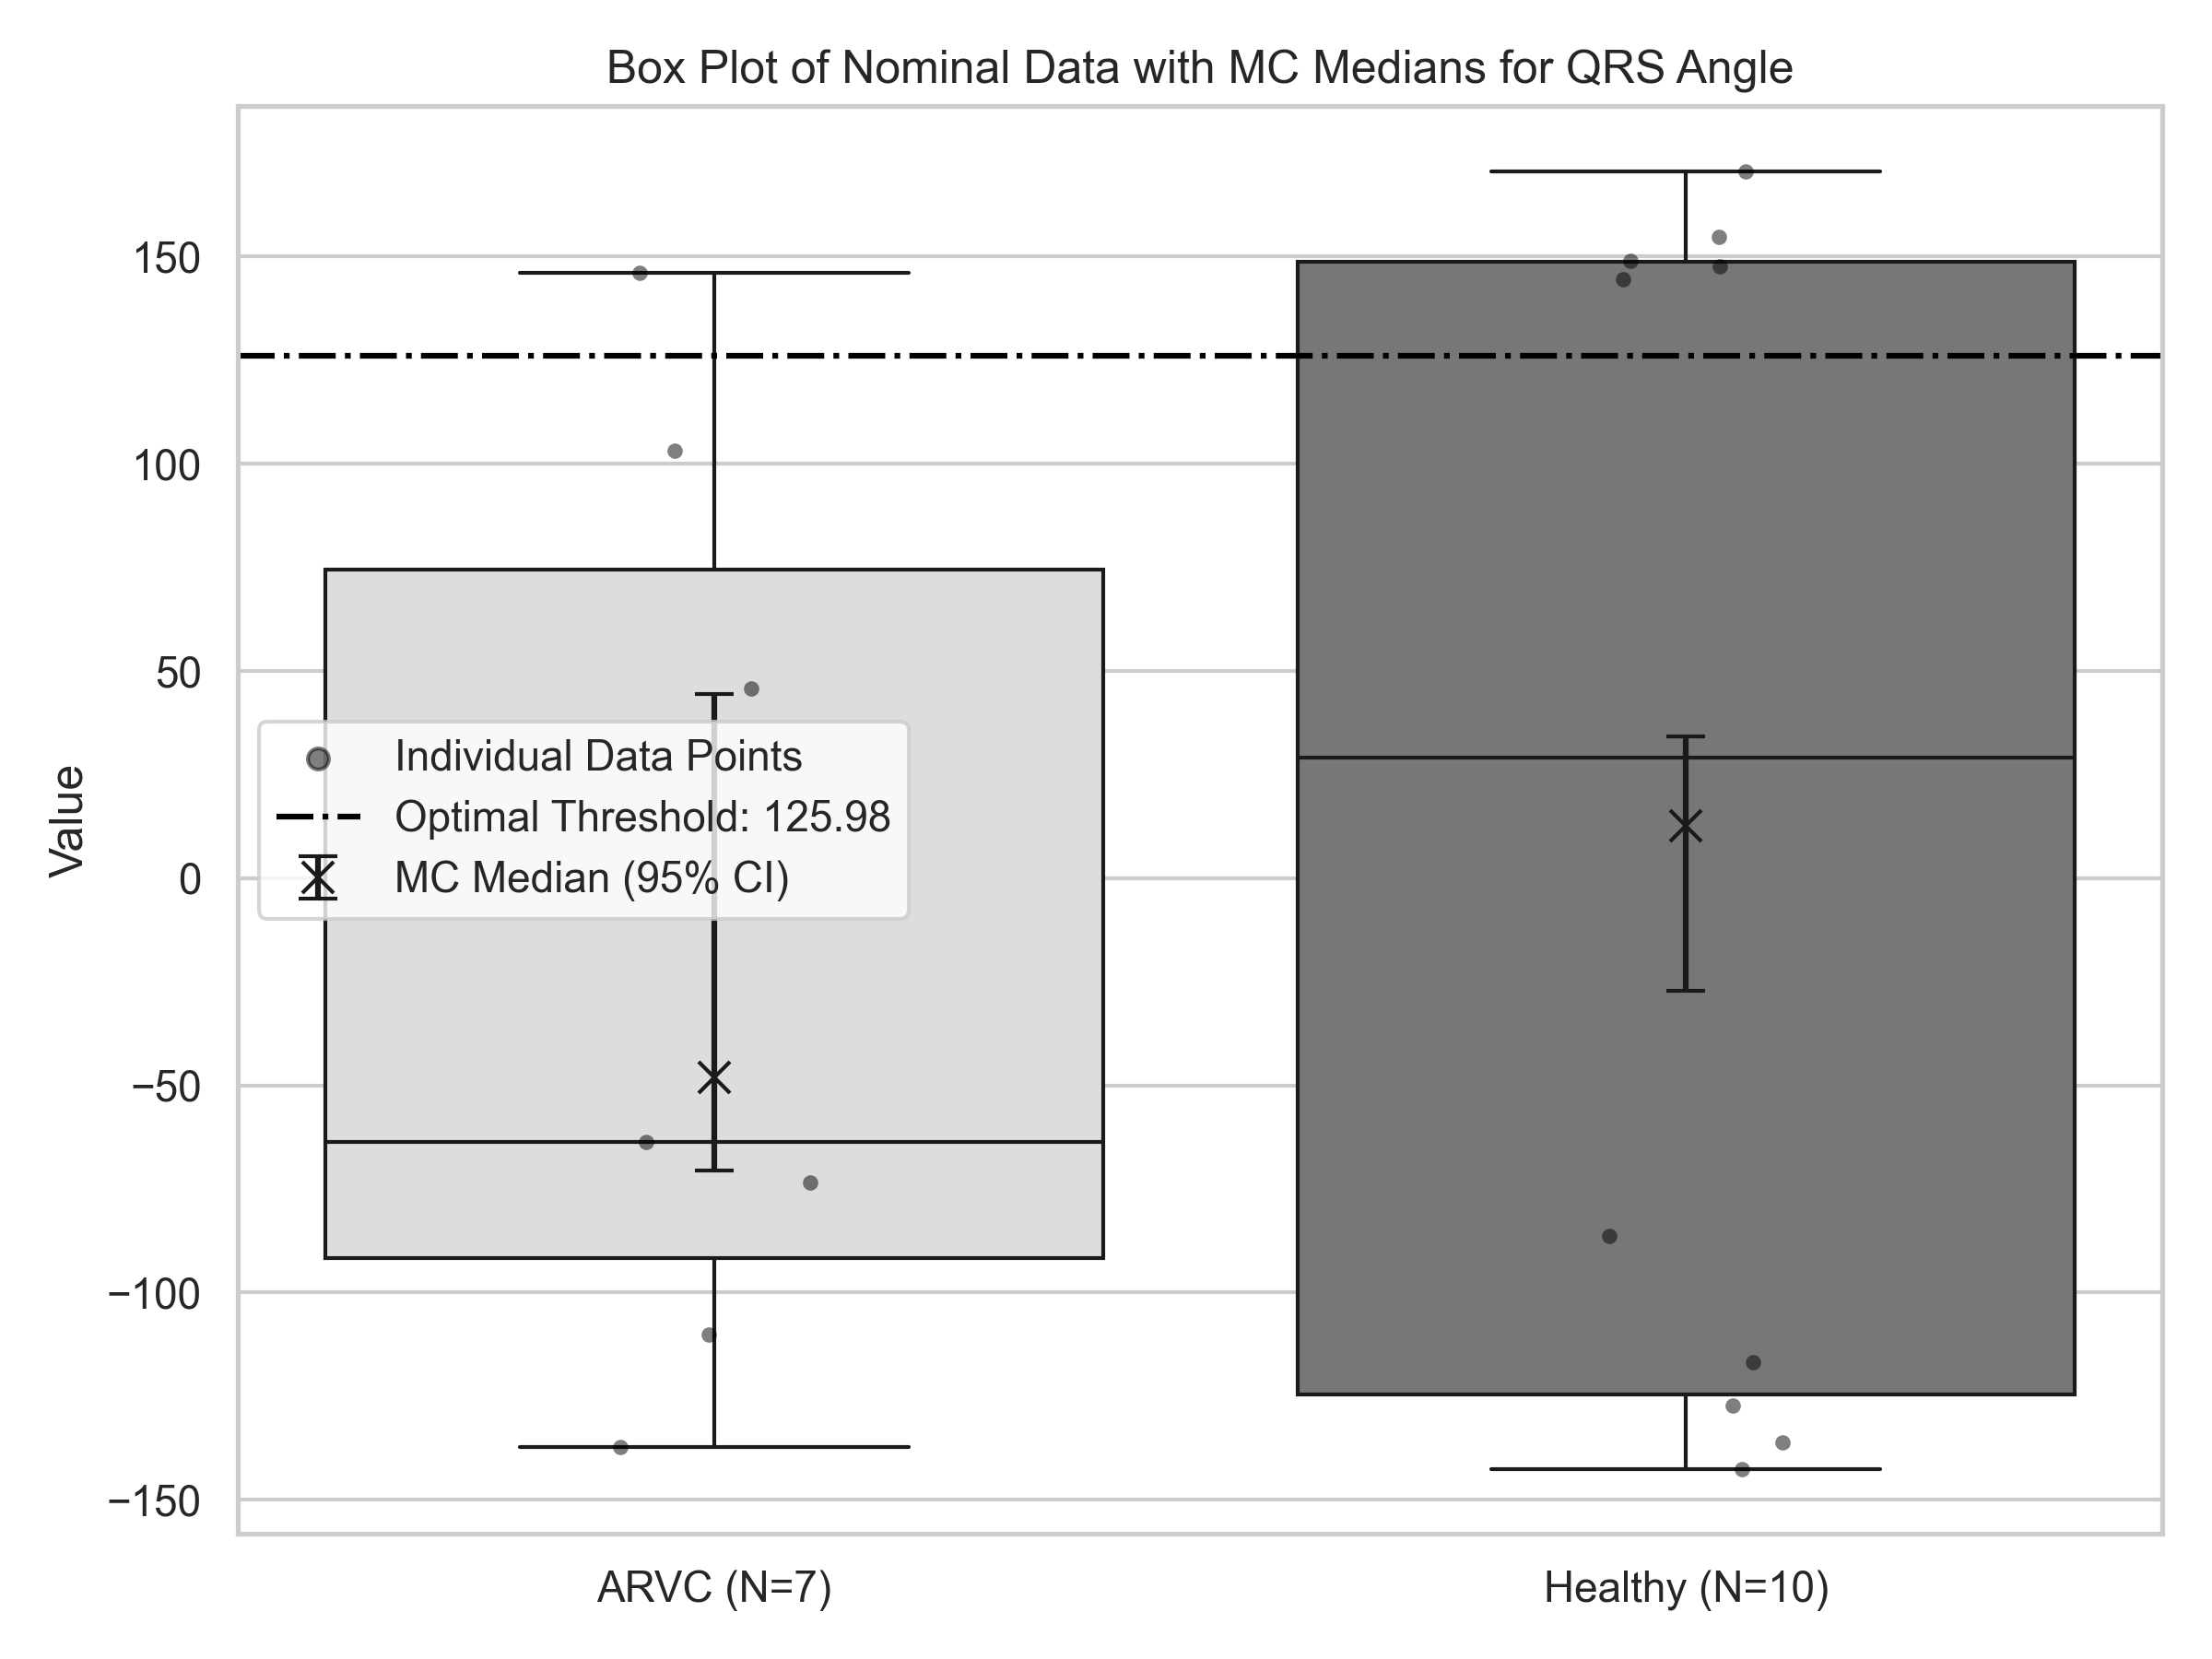 Box Plot of Nominal Data with MC Medians for QRS Angle
Value
150
100
50
0
−50
−100
−150
Individual Data Points
Optimal Threshold: 125.98
MC Median (95% CI)
ARVC (N=7)
Healthy (N=10)